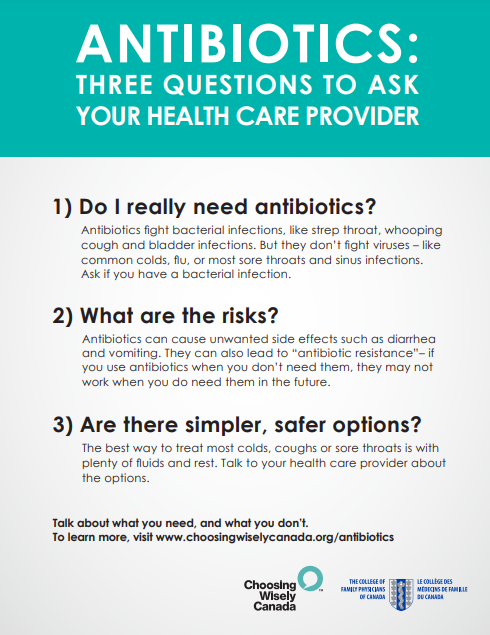 ANTIBIOTICS:
THREE QUESTIONS TO ASK
YOUR HEALTH CARE PROVIDER
1) Do I really need antibiotics?
Antibiotics fight bacterial infections, like strep throat, whooping
cough and bladder infections. But they don't fight viruses – like
common colds, flu, or most sore throats and sinus infections.
Ask if you have a bacterial infection.
2) What are the risks?
Antibiotics can cause unwanted side effects such as diarrhea
and vomiting. They can also lead to “antibiotic resistance”– if
you use antibiotics when you don't need them, they may not
work when you do need them in the future.
3) Are there simpler, safer options?
The best way to treat most colds, coughs or sore throats is with
plenty of fluids and rest. Talk to your health care provider about
the options.
Talk about what you need, and what you don't.
To learn more, visit www.choosingwiselycanada.org/antibiotics
Choosing
Wisely
Canada
TM
THE COLLEGE OF
FAMILY PHYSICIANS
OF CANADA
LE COLLÈGE DES
MÉDECINS DE FAMILLE
DU CANADA